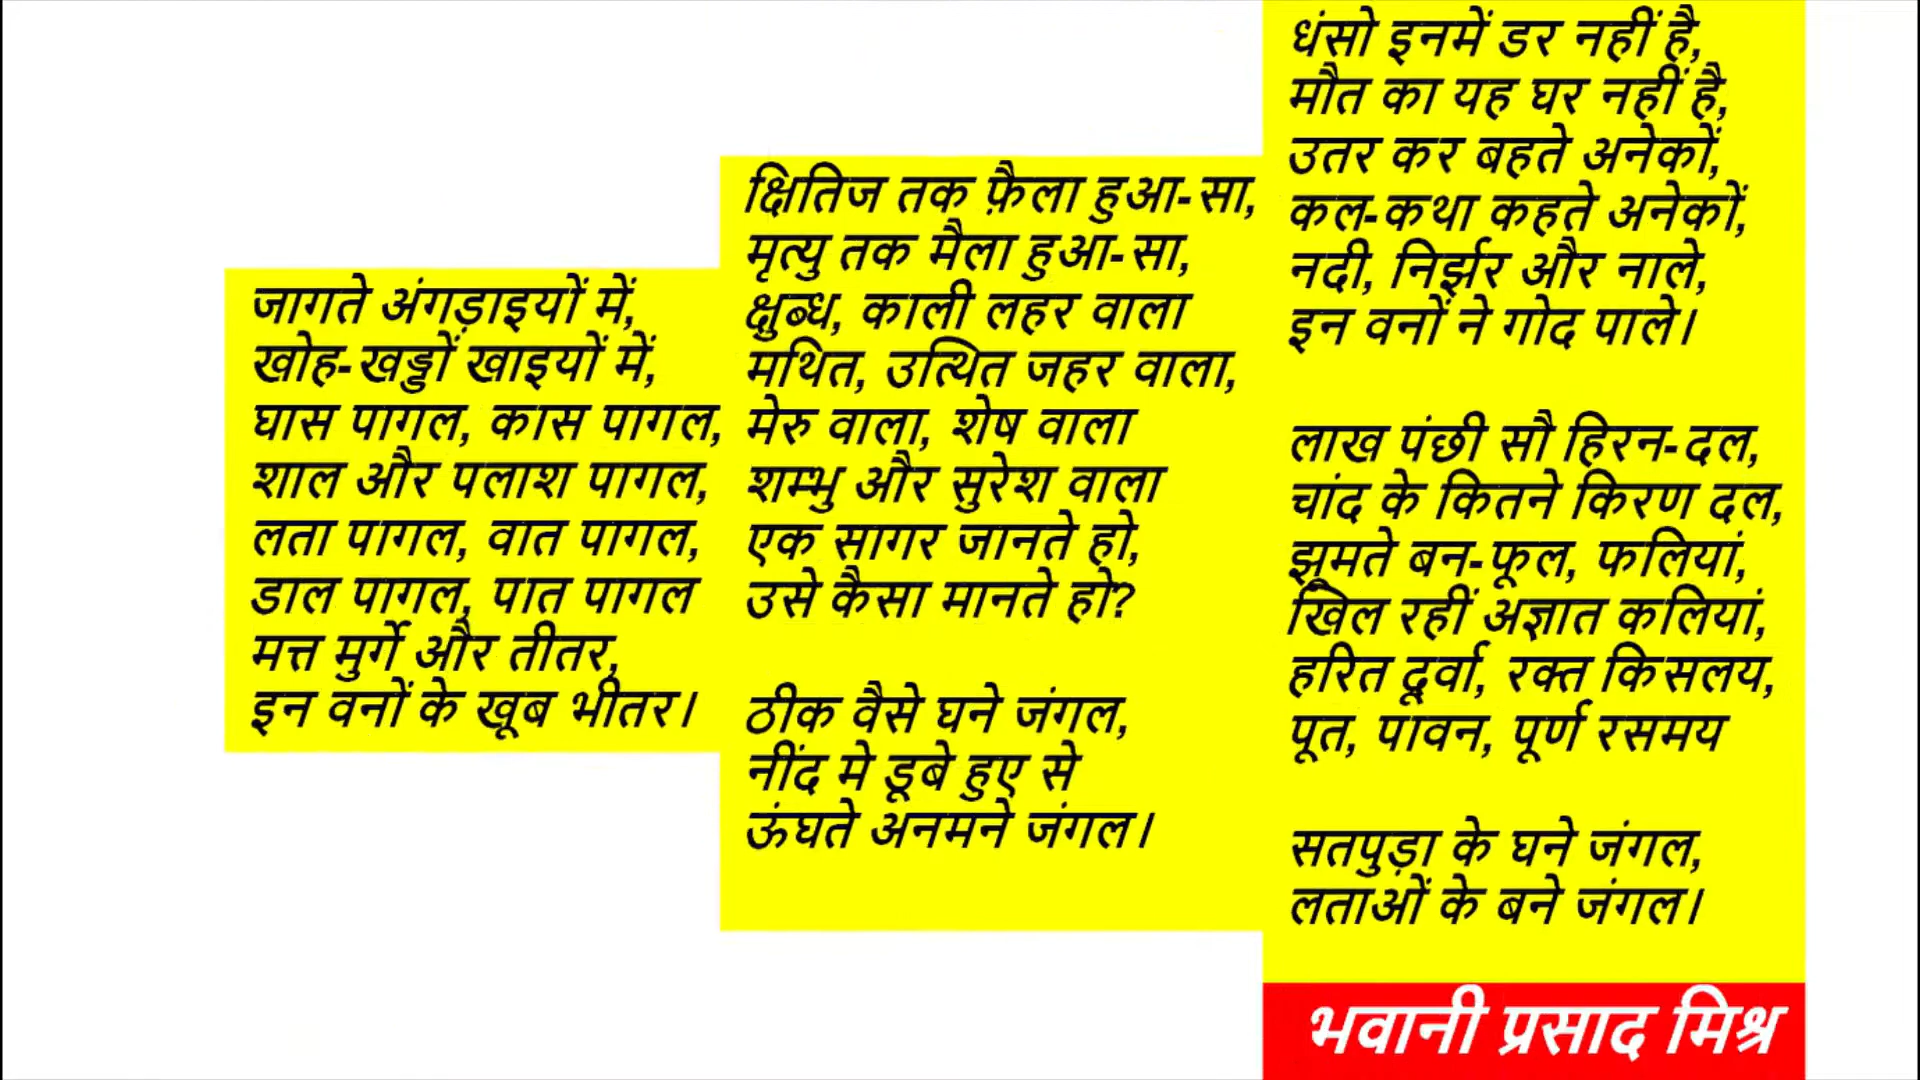 जागते अंगड़ाइयों में,
खोह-खड्डों खाइयों में,
घास पागल, कास पागल,
शाल और पलाश पागल,
लता पागल, वात पागल,
डाल पागल, पात पागल
मत्त मुर्गे और तीतर,
इन वनों के खूब भीतर।
क्षितिज तक फ़ैला हुआ-सा,
मृत्यु तक मैला हुआ-सा,
क्षुब्ध, काली लहर वाला
मथित, उत्थित जहर वाला,
मेरु वाला, शेष वाला
शम्भु और सुरेश वाला
एक सागर जानते हो,
उसे कैसा मानते हो?
ठीक वैसे घने जंगल,
नींद मे डूबे हुए से
ऊंघते अनमने जंगल।
धंसो इनमें डर नहीं है,
मौत का यह घर नहीं है,
उतर कर बहते अनेकों,
कल-कथा कहते अनेकों,
नदी, निर्झर और नाले,
इन वनों ने गोद पाले।
लाख पंछी सौ हिरन-दल,
चांद के कितने किरण दल,
झूमते बन-फूल, फलियां,
खिल रहीं अज्ञात कलियां,
हरित दूर्वा, रक्त किसलय,
पूत, पावन, पूर्ण रसमय
सतपुड़ा के घने जंगल,
लताओं के बने जंगल।
भवानी प्रसाद मिश्र